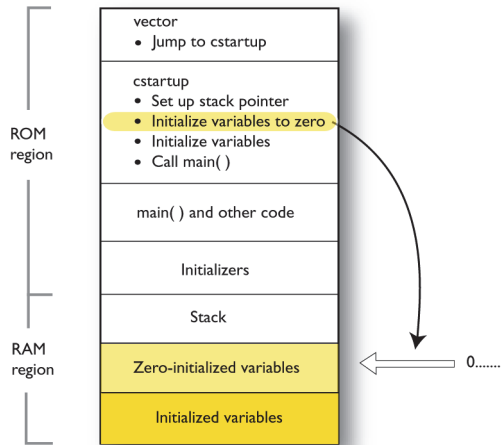 vector
• Jump to cstartup
cstartup
• Set up stack pointer
• Initialize variables to zero
• Initialize variables
• Call main( )
ROM
region
main( ) and other code
Initializers
Stack
RAM
region
Zero-initialized variables
0.......
Initialized variables